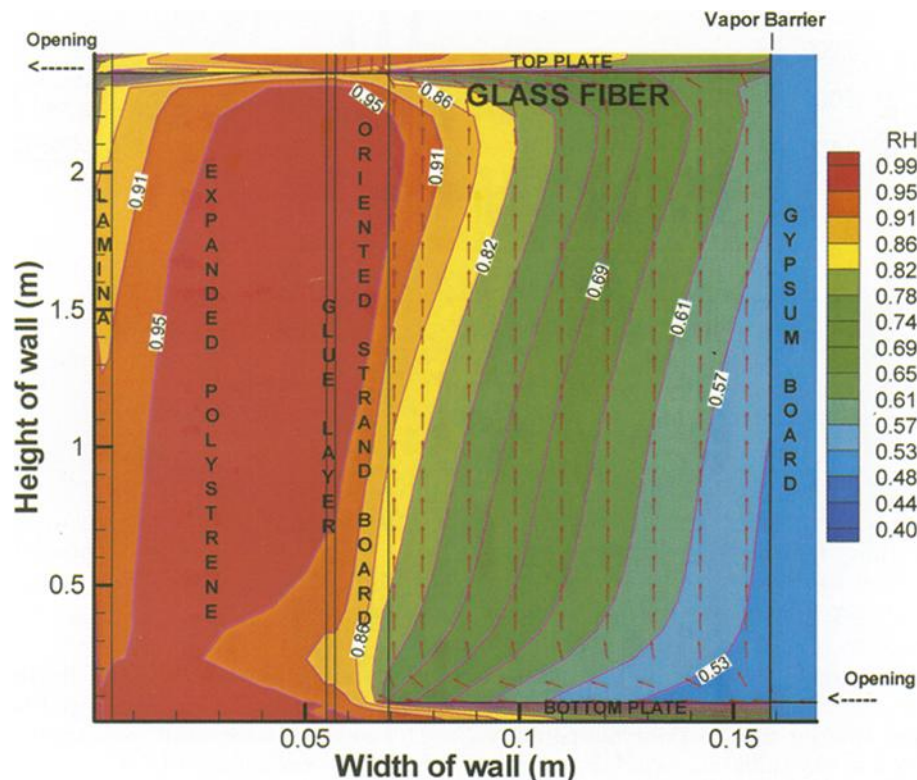 Vapor Barrier
Opening
TOP PLATE
GLASS FIBER
0.95
0.86
0.91
0.91
0.82
0.69
0.61
0.57
0.95
0.86
0.53
LAMINA
EXPANDED POLYSTRENE
GLUE LAYER
ORIENTED STRAND BOARD
GYPSUM BOARD
RH
0.99
0.95
0.91
0.86
0.82
0.78
0.74
0.69
0.65
0.61
0.57
0.53
0.48
0.44
0.40
Opening
BOTTOM PLATE
Height of wall (m)
2
1.5
1
0.5
0.05
0.1
0.15
Width of wall (m)